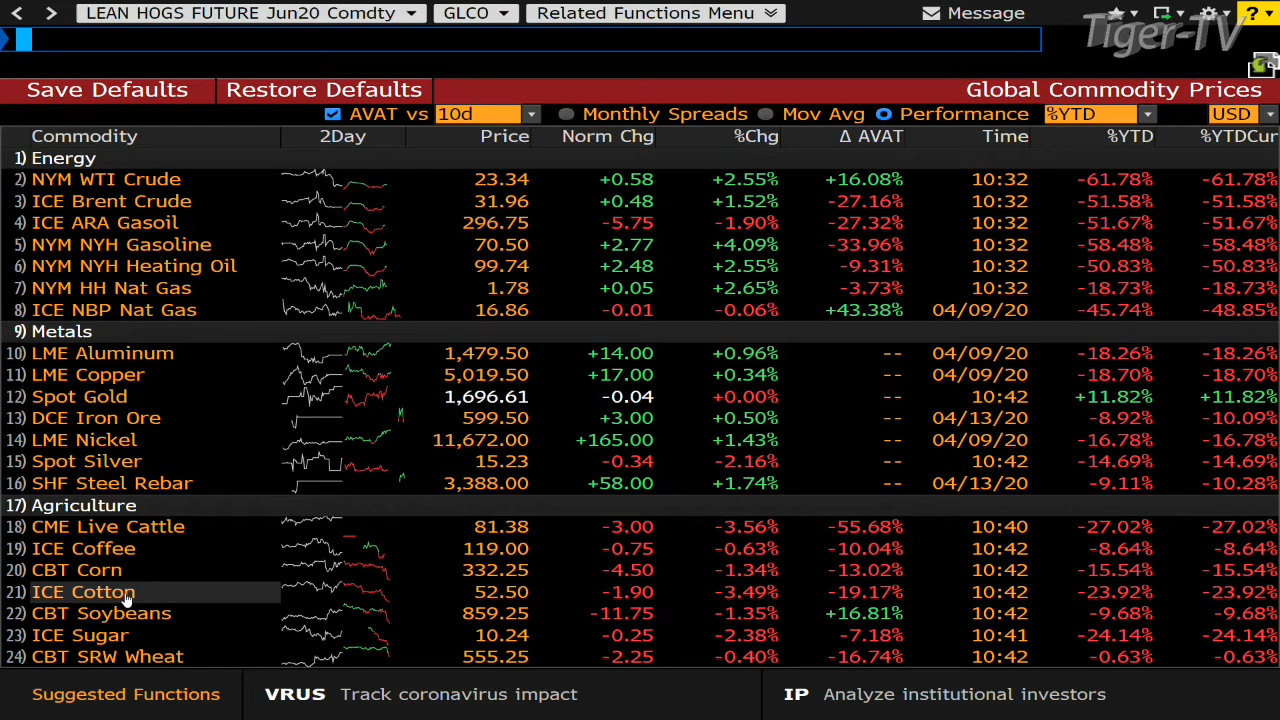 LEAN HOGS FUTURE Jun20 Comdty GLCO Related Functions Menu Message ?
Tiger-TV
Save Defaults Restore Defaults Global Commodity Prices
AVAT vs 10d Monthly Spreads Mov Avg Performance %YTD USD
Commodity 2Day Price Norm Chg %Chg Δ AVAT Time %YTD %YTDCur
1) Energy
2) NYM WTI Crude 23.34 +0.58 +2.55% +16.08% 10:32 -61.78% -61.78%
3) ICE Brent Crude 31.96 +0.48 +1.52% -27.16% 10:32 -51.58% -51.58%
4) ICE ARA Gasoil 296.75 -5.75 -1.90% -27.32% 10:32 -51.67% -51.67%
5) NYM NYH Gasoline 70.50 +2.77 +4.09% -33.96% 10:32 -58.48% -58.48%
6) NYM NYH Heating Oil 99.74 +2.48 +2.55% -9.31% 10:32 -50.83% -50.83%
7) NYM HH Nat Gas 1.78 +0.05 +2.65% -3.73% 10:32 -18.73% -18.73%
8) ICE NBP Nat Gas 16.86 -0.01 -0.06% +43.38% 04/09/20 -45.74% -48.85%
9) Metals
10) LME Aluminum 1,479.50 +14.00 +0.96% -- 04/09/20 -18.26% -18.26%
11) LME Copper 5,019.50 +17.00 +0.34% -- 04/09/20 -18.70% -18.70%
12) Spot Gold 1,696.61 -0.04 +0.00% -- 10:42 +11.82% +11.82%
13) DCE Iron Ore 599.50 +3.00 +0.50% -- 04/13/20 -8.92% -10.09%
14) LME Nickel 11,672.00 +165.00 +1.43% -- 04/09/20 -16.78% -16.78%
15) Spot Silver 15.23 -0.34 -2.16% -- 10:42 -14.69% -14.69%
16) SHF Steel Rebar 3,388.00 +58.00 +1.74% -- 04/13/20 -9.11% -10.28%
17) Agriculture
18) CME Live Cattle 81.38 -3.00 -3.56% -55.68% 10:40 -27.02% -27.02%
19) ICE Coffee 119.00 -0.75 -0.63% -10.04% 10:42 -8.64% -8.64%
20) CBT Corn 332.25 -4.50 -1.34% -13.02% 10:42 -15.54% -15.54%
21) ICE Cotton 52.50 -1.90 -3.49% -19.17% 10:42 -23.92% -23.92%
22) CBT Soybeans 859.25 -11.75 -1.35% +16.81% 10:42 -9.68% -9.68%
23) ICE Sugar 10.24 -0.25 -2.38% -7.18% 10:41 -24.14% -24.14%
24) CBT SRW Wheat 555.25 -2.25 -0.40% -16.74% 10:42 -0.63% -0.63%
Suggested Functions VRUS Track coronavirus impact IP Analyze institutional investors